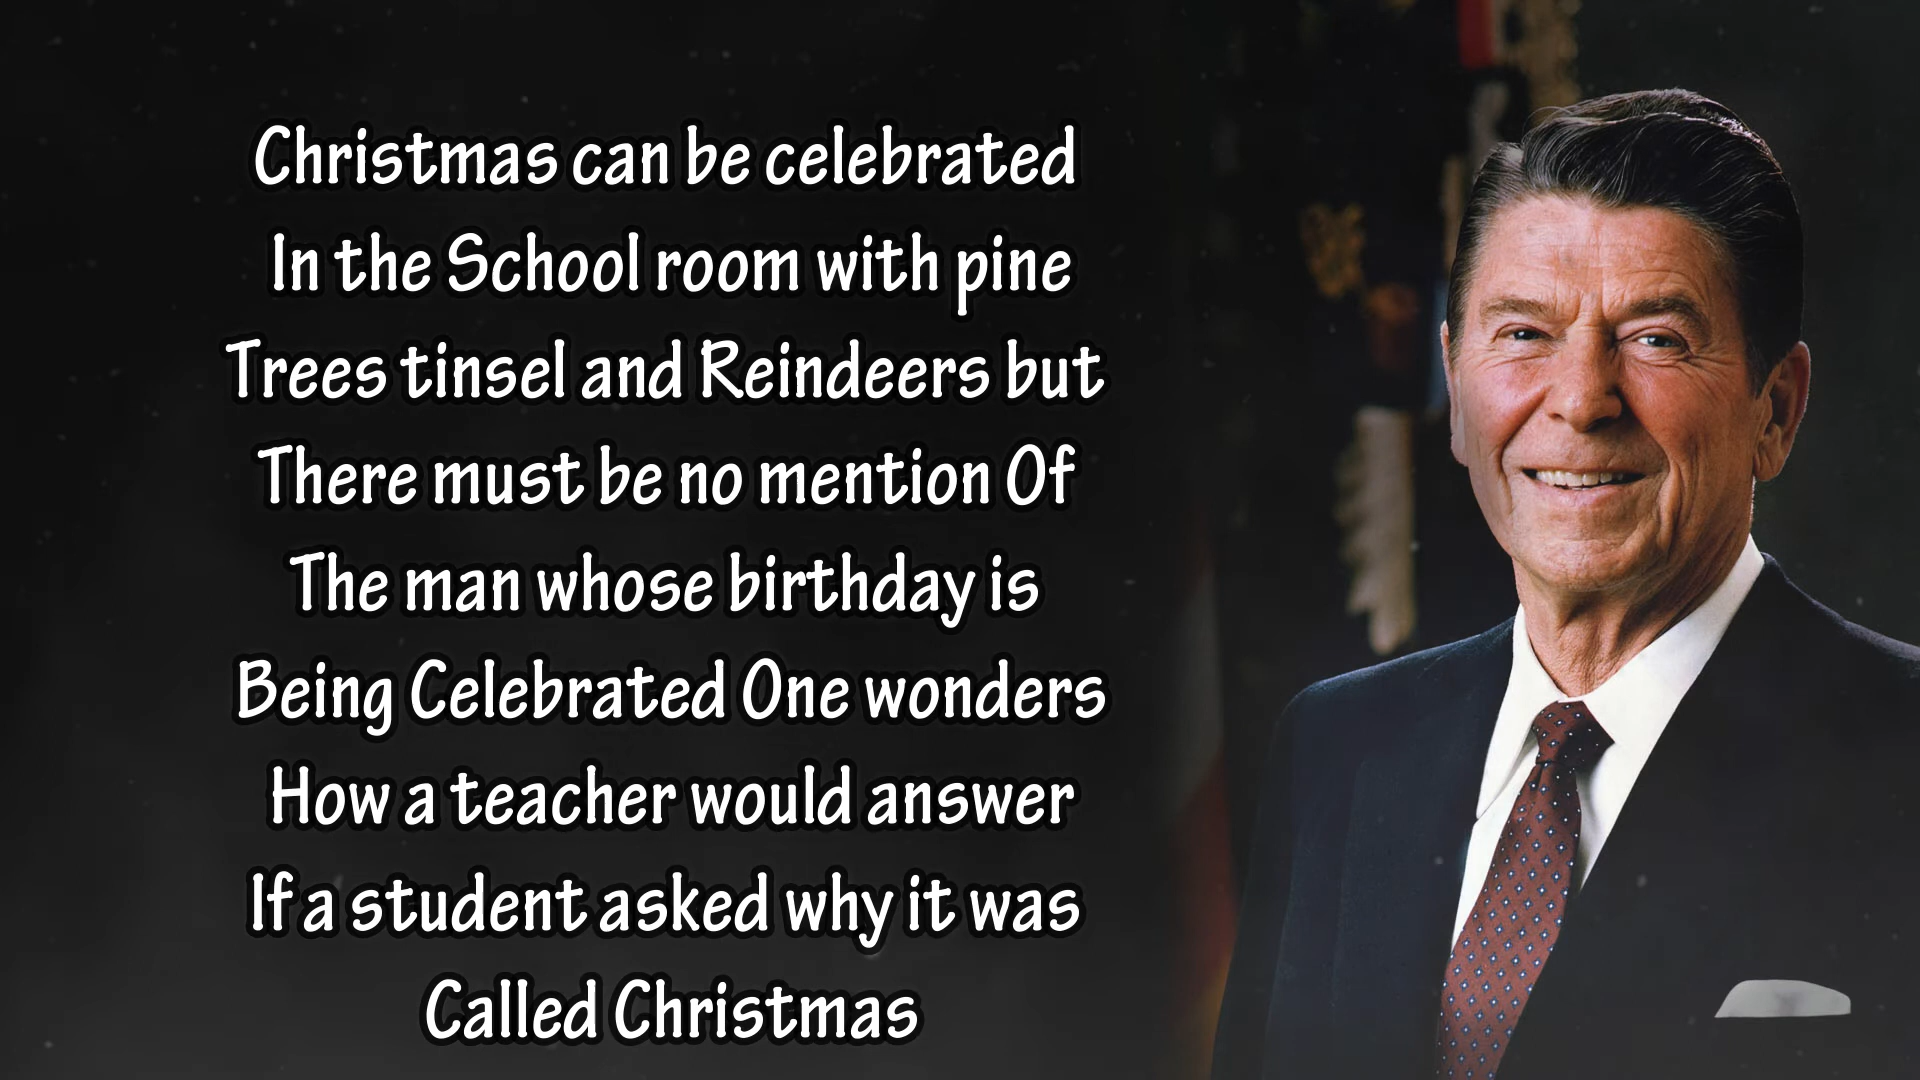 Christmas can be celebrated
In the School room with pine
Trees tinsel and Reindeers but
There must be no mention Of
The man whose birthday is
Being Celebrated One wonders
How a teacher would answer
If a student asked why it was
Called Christmas